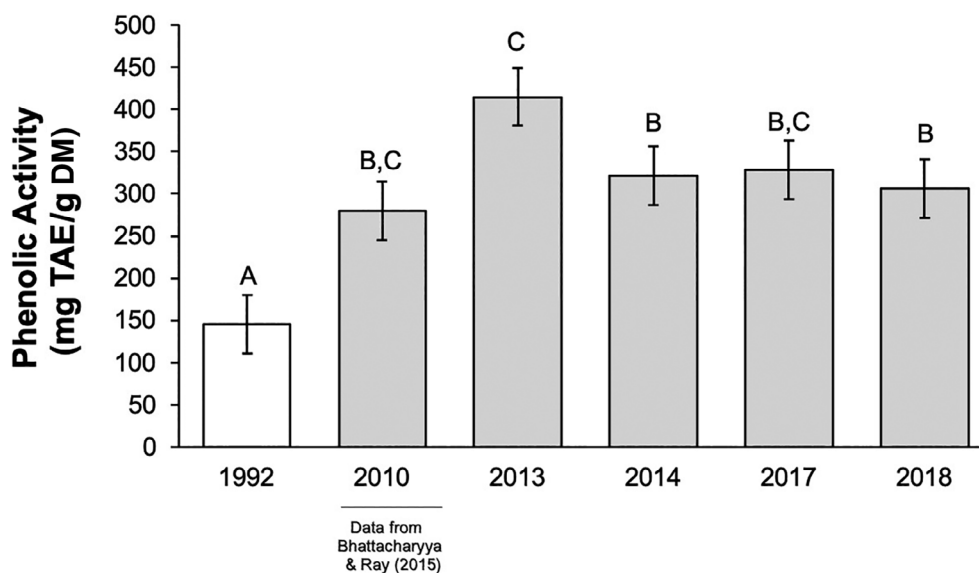 Phenolic Activity
(mg TAE/g DM)
500
450
400
350
300
250
200
150
100
50
0
A
B,C
C
B
B,C
B
1992 2010 2013 2014 2017 2018
Data from
Bhattacharyya
& Ray (2015)